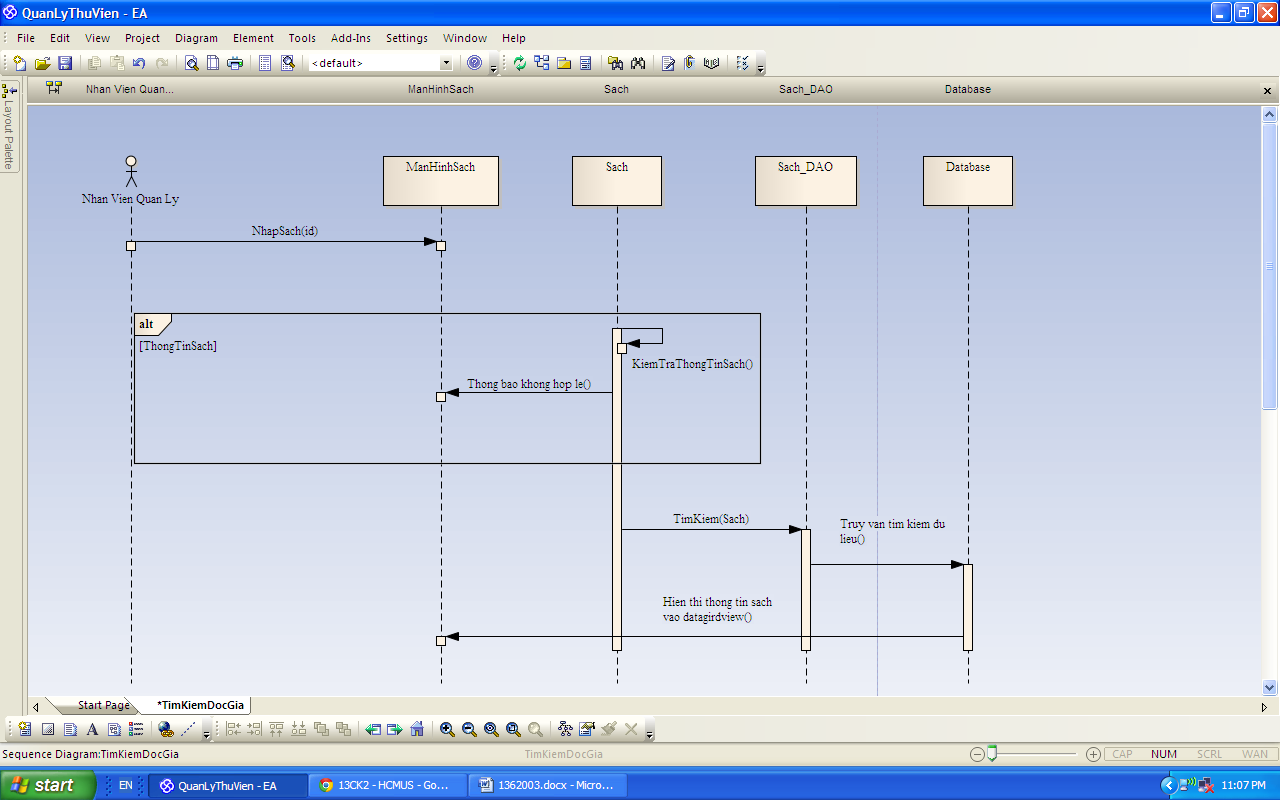 QuanLyThuVien - EA
File Edit View Project Diagram Element Tools Add-Ins Settings Window Help
<default>
Nhan Vien Quan... ManHinhSach Sach Sach_DAO Database
Layout Palette
ManHinhSach Sach Sach_DAO Database
Nhan Vien Quan Ly
NhapSach(id)
alt
[ThongTinSach]
KiemTraThongTinSach()
Thong bao khong hop le()
TimKiem(Sach)
Truy van tim kiem du
lieu()
Hien thi thong tin sach
vao datagirdview()
Start Page *TimKiemDocGia
Sequence Diagram:TimKiemDocGia TimKiemDocGia CAP NUM SCRL WAN
start EN QuanLyThuVien - EA 13CK2 - HCMUS - Go... 1362003.docx - Micro... 11:07 PM